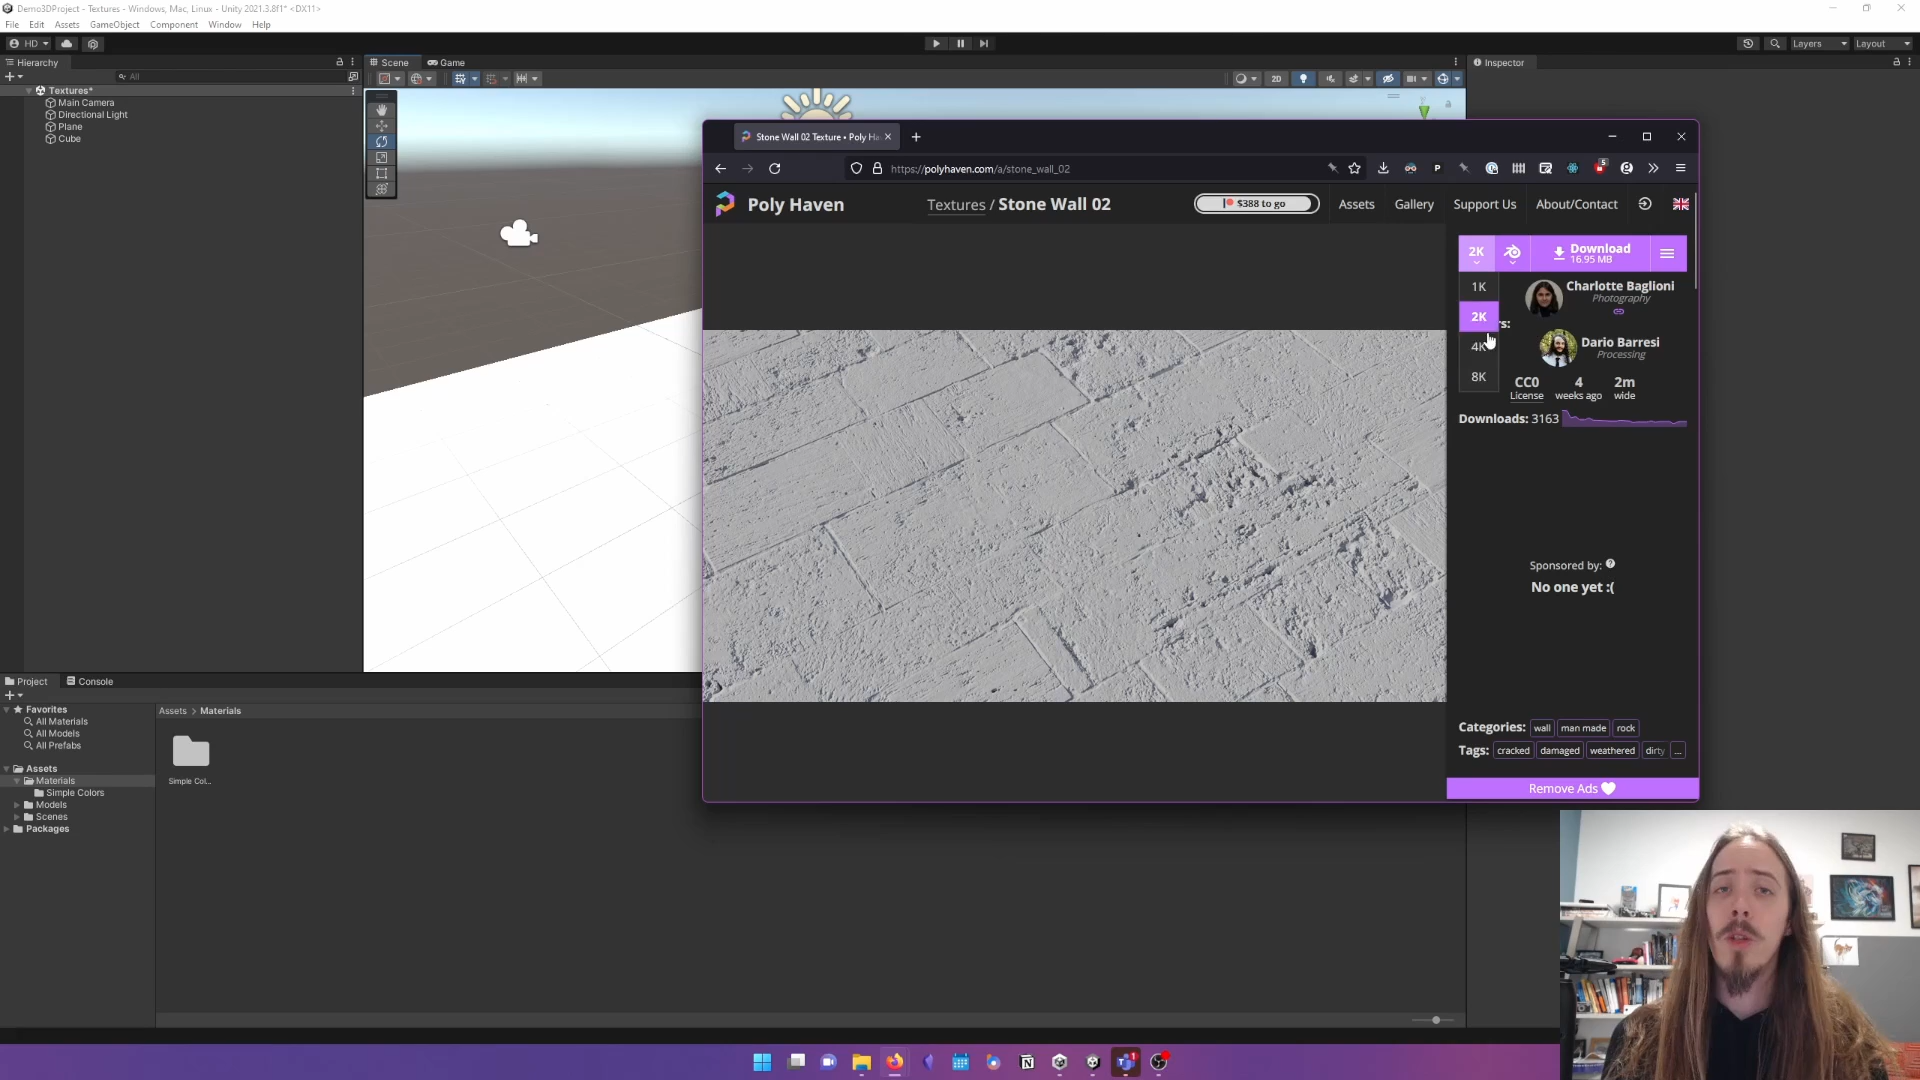 Demo3DProject - Textures - Windows, Mac, Linux - Unity 2021.3.8f1* <DX11>
File Edit Assets GameObject Component Window Help
HD
Layers Layout
Hierarchy
Scene Game
Inspector
All
2D
Textures*
Main Camera
Directional Light
Plane
Cube
Stone Wall 02 Texture • Poly Ha
https://polyhaven.com/a/stone_wall_02
5
Poly Haven
Textures / Stone Wall 02
$388 to go
Assets
Gallery
Support Us
About/Contact
2K
Download
16.95 MB
1K
2K
4K
8K
Charlotte Baglioni
Photography
s:
Dario Barresi
Processing
CC0
License
4
weeks ago
2m
wide
Downloads: 3163
Sponsored by: ?
No one yet :(
Categories: wall man made rock
Tags: cracked damaged weathered dirty ...
Remove Ads
Project Console
Favorites
All Materials
All Models
All Prefabs
Assets
Materials
Simple Colors
Models
Scenes
Packages
Assets > Materials
Simple Col...